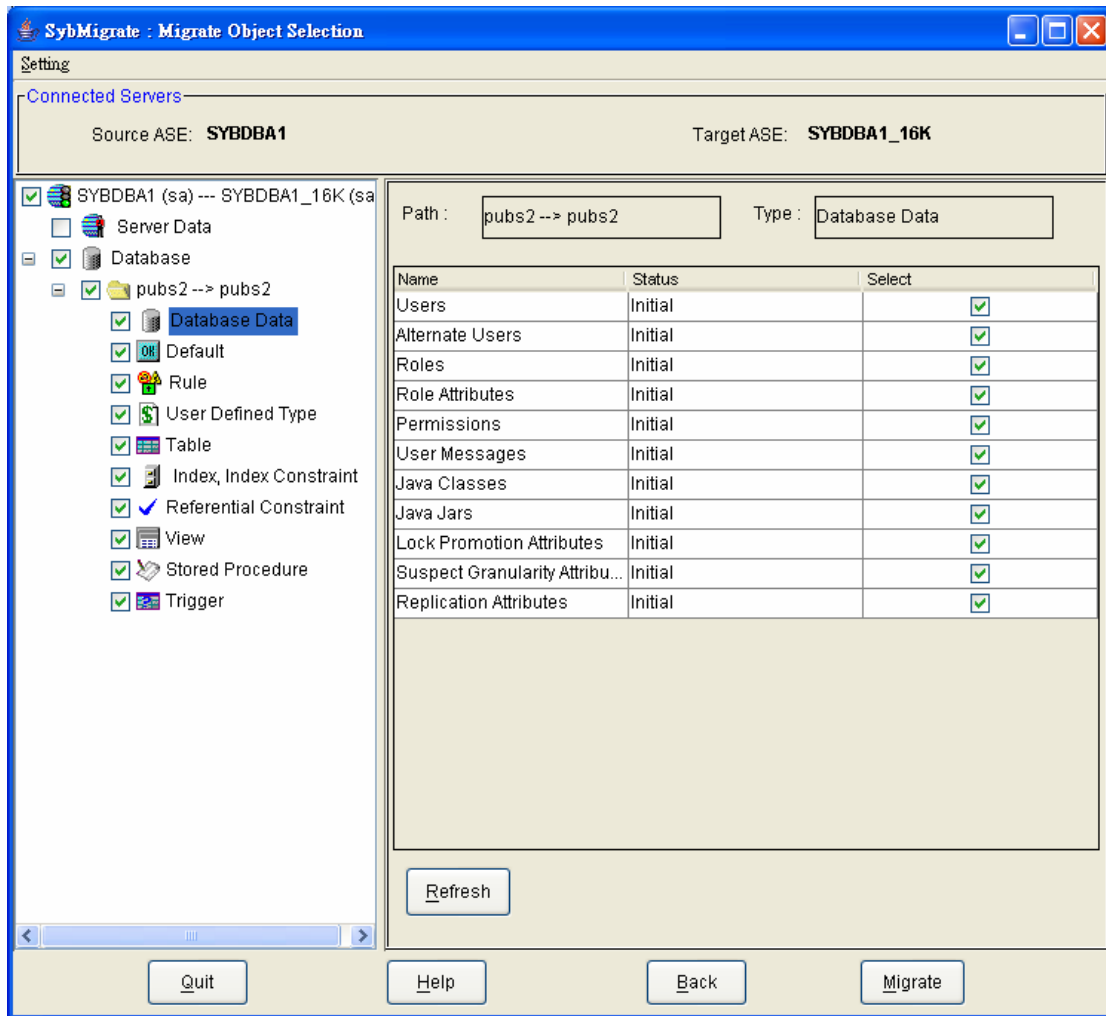 SybMigrate : Migrate Object Selection
Setting
Connected Servers
Source ASE: SYBDBA1 Target ASE: SYBDBA1_16K
SYBDBA1 (sa) --- SYBDBA1_16K (sa
Server Data
Database
pubs2 --> pubs2
Database Data
OK Default
Rule
User Defined Type
Table
Index, Index Constraint
Referential Constraint
View
Stored Procedure
Trigger
Path : pubs2 --> pubs2 Type : Database Data
Name Status Select
Users Initial
Alternate Users Initial
Roles Initial
Role Attributes Initial
Permissions Initial
User Messages Initial
Java Classes Initial
Java Jars Initial
Lock Promotion Attributes Initial
Suspect Granularity Attribu... Initial
Replication Attributes Initial
Refresh
Quit Help Back Migrate